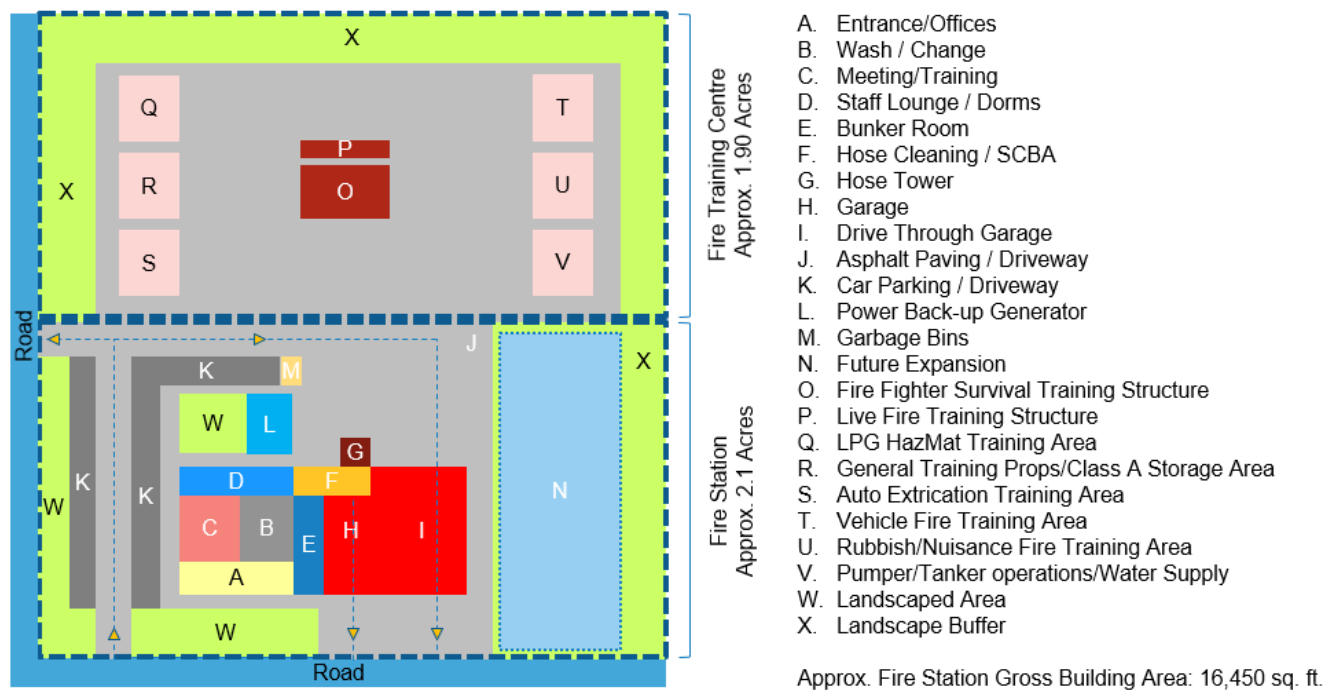 X
Q
T
P
R
O
U
X
S
V
Road
Fire Training Centre
Approx. 1.90 Acres
J
K
M
X
W
L
G
K
K
D
F
N
W
C
B
E
H
I
A
W
Road
Fire Station
Approx. 2.1 Acres
A. Entrance/Offices
B. Wash / Change
C. Meeting/Training
D. Staff Lounge / Dorms
E. Bunker Room
F. Hose Cleaning / SCBA
G. Hose Tower
H. Garage
I. Drive Through Garage
J. Asphalt Paving / Driveway
K. Car Parking / Driveway
L. Power Back-up Generator
M. Garbage Bins
N. Future Expansion
O. Fire Fighter Survival Training Structure
P. Live Fire Training Structure
Q. LPG HazMat Training Area
R. General Training Props/Class A Storage Area
S. Auto Extrication Training Area
T. Vehicle Fire Training Area
U. Rubbish/Nuisance Fire Training Area
V. Pumper/Tanker operations/Water Supply
W. Landscaped Area
X. Landscape Buffer
Approx. Fire Station Gross Building Area: 16,450 sq. ft.